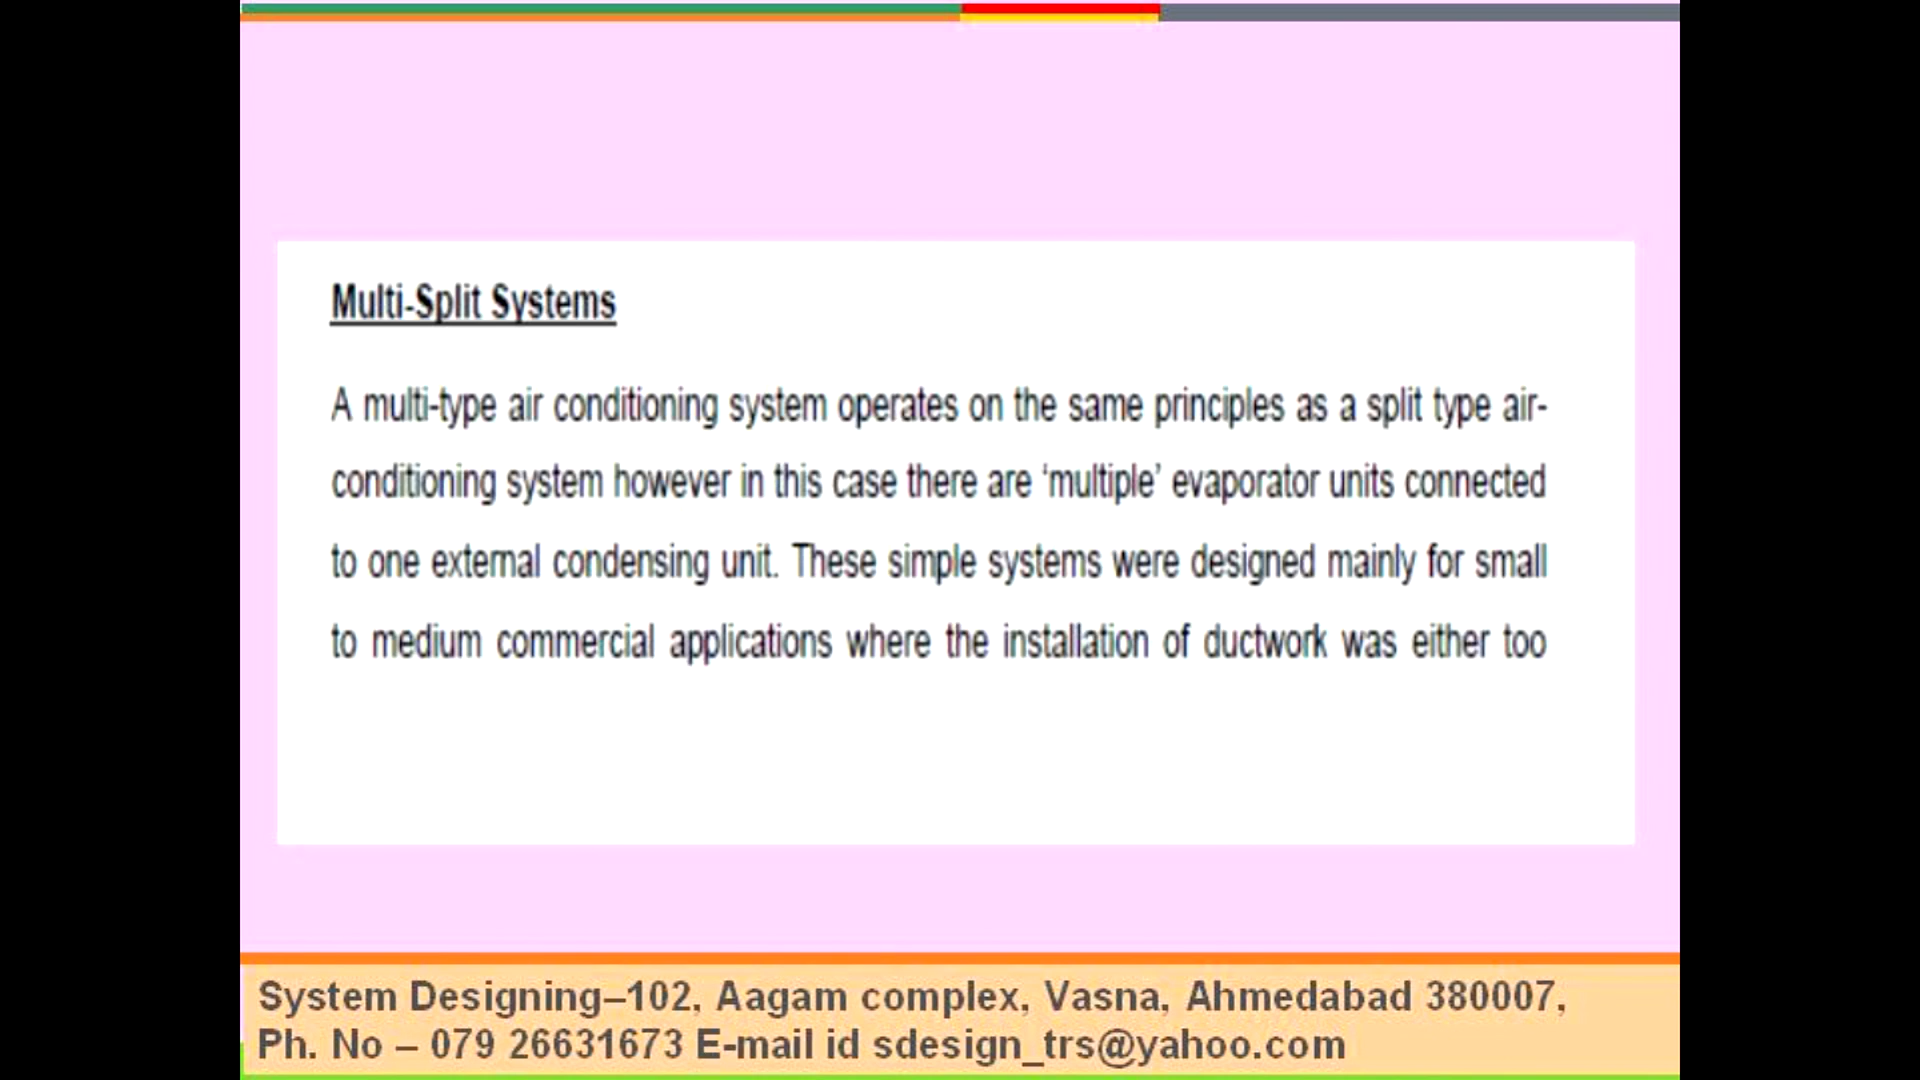 Multi-Split Systems
A multi-type air conditioning system operates on the same principles as a split type air-
conditioning system however in this case there are ‘multiple’ evaporator units connected
to one external condensing unit. These simple systems were designed mainly for small
to medium commercial applications where the installation of ductwork was either too
System Designing–102, Aagam complex, Vasna, Ahmedabad 380007,
Ph. No – 079 26631673 E-mail id sdesign_trs@yahoo.com